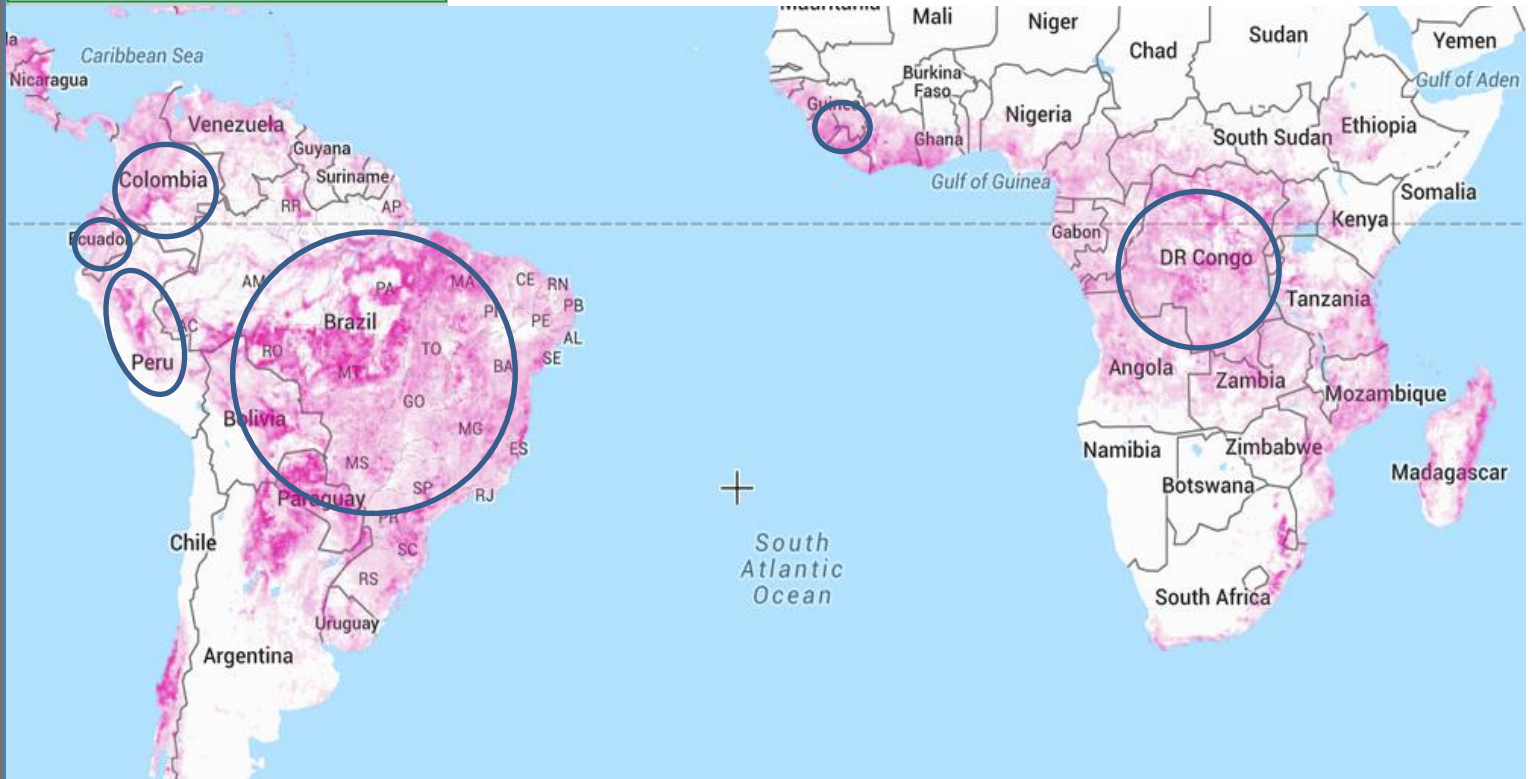 Caribbean Sea
Nicaragua
Venezuela
Guyana
Suriname
Colombia
RR
AP
Ecuador
AM
PA
MA
CE
RN
PB
PI
PE
AL
SE
Brazil
AC
RO
TO
BA
MT
Peru
GO
Bolivia
MG
ES
MS
SP
RJ
Paraguay
PR
Chile
SC
RS
Uruguay
Argentina
South
Atlantic
Ocean
Mauritania
Mali
Niger
Chad
Sudan
Yemen
Gulf of Aden
Burkina
Faso
Guinea
Nigeria
Ghana
South Sudan
Ethiopia
Gulf of Guinea
Somalia
Kenya
Gabon
DR Congo
Tanzania
Angola
Zambia
Mozambique
Namibia
Zimbabwe
Botswana
Madagascar
South Africa